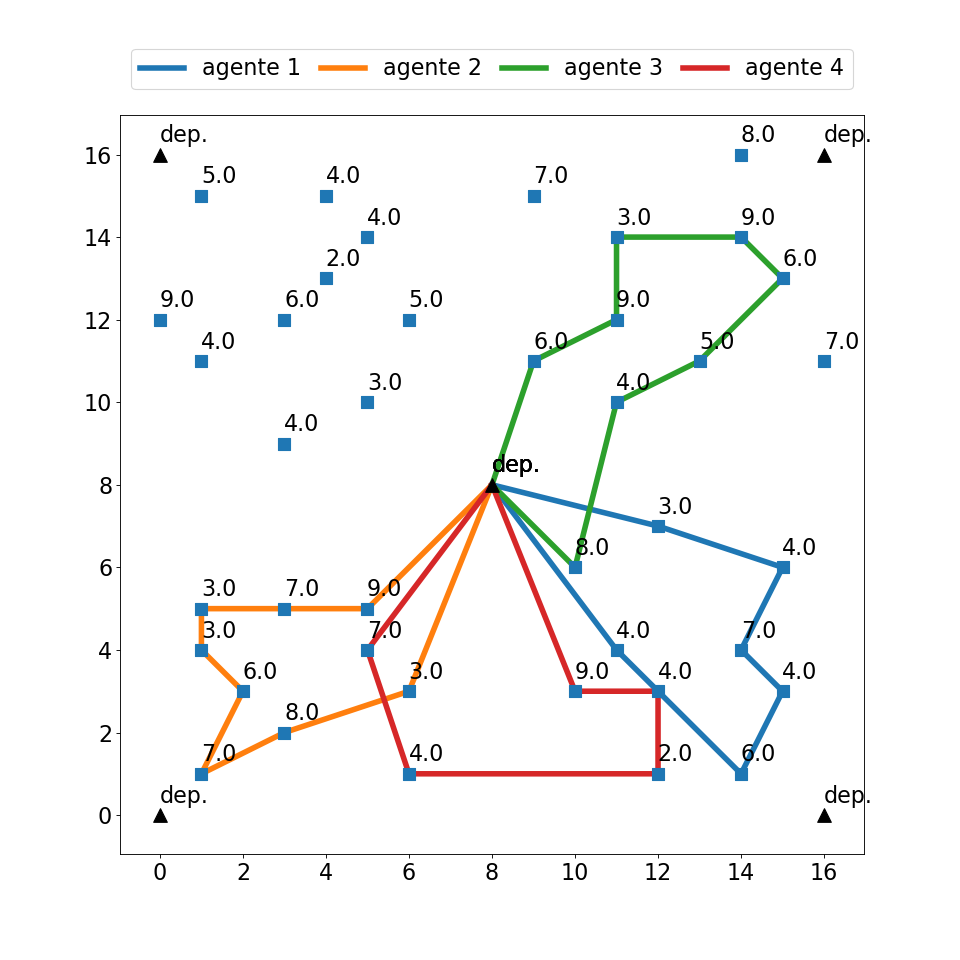 agente 1 agente 2 agente 3 agente 4
dep. 8.0 dep.
16
5.0 4.0 7.0
4.0 3.0 9.0
14
2.0 6.0
9.0 6.0 5.0 9.0
12
4.0 6.0 5.0 7.0
3.0 4.0
10
4.0
dep.
8
3.0
8.0 4.0
6
3.0 7.0 9.0
3.0 7.0 4.0 7.0
4
6.0 3.0 9.0 4.0 4.0
8.0
2
7.0 4.0 2.0 6.0
dep. dep.
0
0 2 4 6 8 10 12 14 16